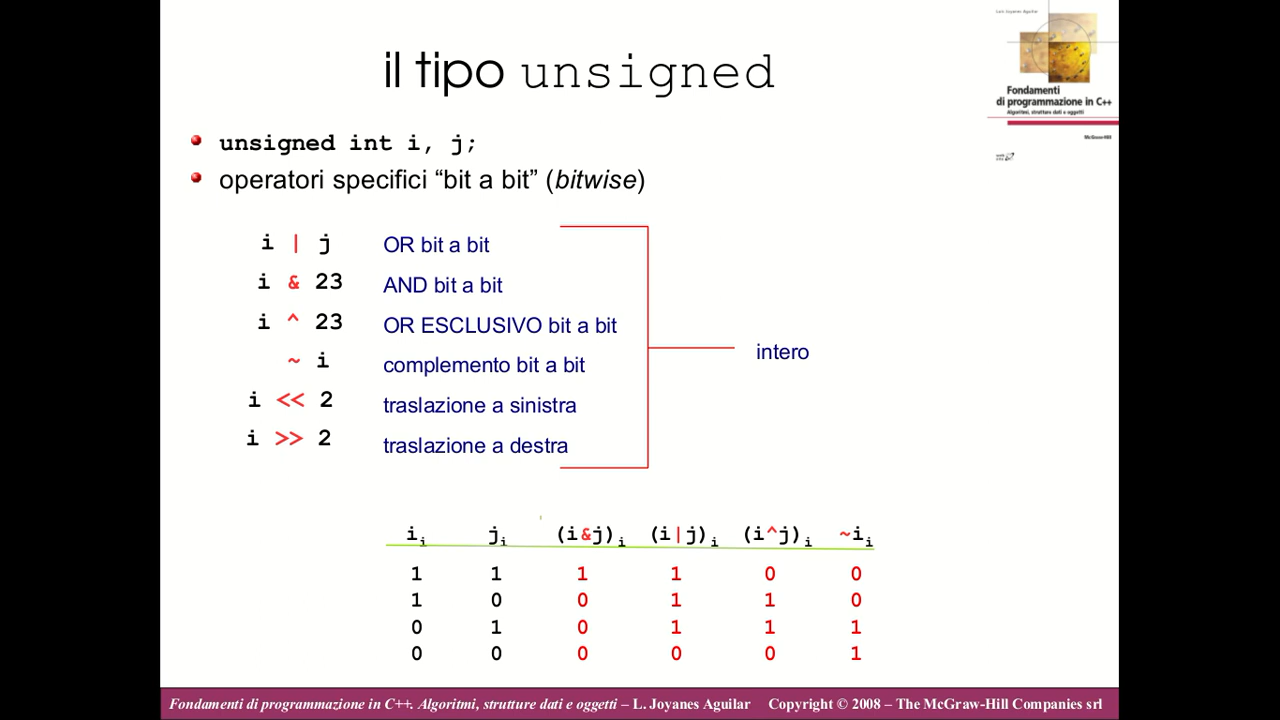 Luis Joyanes Aguilar
Fondamenti
di programmazione in C++
Algoritmi, strutture dati e oggetti
McGraw-Hill
il tipo unsigned
unsigned int i, j;
operatori specifici “bit a bit” (bitwise)
i | j OR bit a bit
i & 23 AND bit a bit
i ^ 23 OR ESCLUSIVO bit a bit
~ i complemento bit a bit
i << 2 traslazione a sinistra
i >> 2 traslazione a destra
intero
iᵢ jᵢ (i&j)ᵢ (i|j)ᵢ (i^j)ᵢ ~iᵢ
1 1 1 1 0 0
1 0 0 1 1 0
0 1 0 1 1 1
0 0 0 0 0 1
Fondamenti di programmazione in C++. Algoritmi, strutture dati e oggetti – L. Joyanes Aguilar Copyright © 2008 – The McGraw-Hill Companies srl